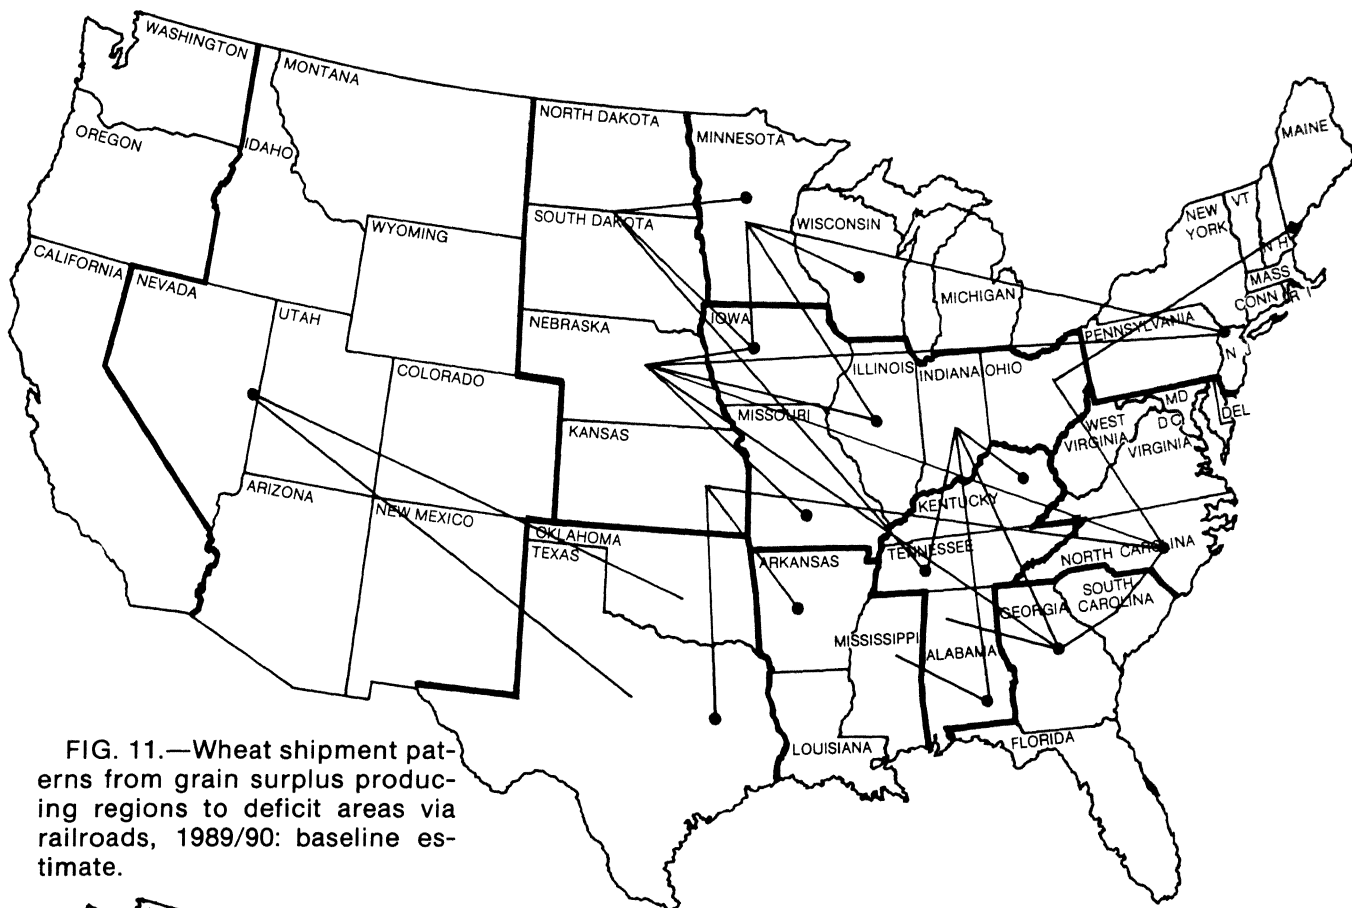 WASHINGTON
MONTANA
NORTH DAKOTA
MINNESOTA
MAINE
OREGON
IDAHO
VT
NEW
YORK
SOUTH DAKOTA
WISCONSIN
WYOMING
N H
CALIFORNIA
NEVADA
MASS
MICHIGAN
CONN
R I
UTAH
NEBRASKA
IOWA
PENNSYLVANIA
N
COLORADO
ILLINOIS
INDIANA
OHIO
MISSOURI
MD
DEL
D C
WEST
VIRGINIA
KANSAS
VIRGINIA
ARIZONA
NEW MEXICO
KENTUCKY
OKLAHOMA
TEXAS
TENNESSEE
NORTH CAROLINA
ARKANSAS
SOUTH
CAROLINA
GEORGIA
MISSISSIPPI
ALABAMA
LOUISIANA
FLORIDA
FIG. 11.—Wheat shipment pat-
erns from grain surplus produc-
ing regions to deficit areas via
railroads, 1989/90: baseline es-
timate.